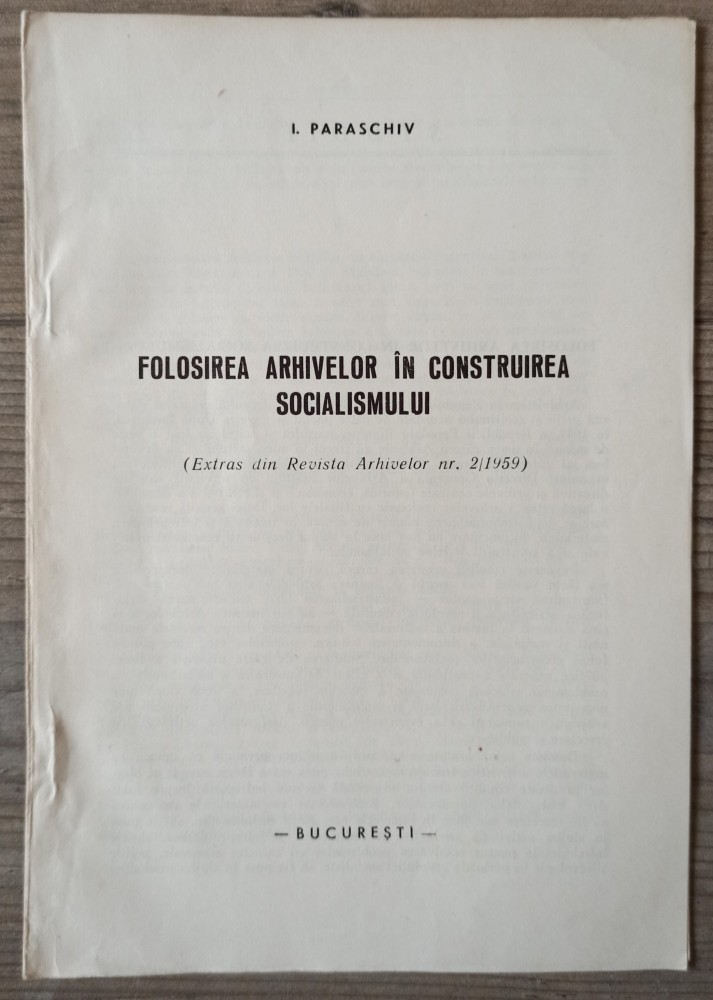 I. PARASCHIV
FOLOSIREA ARHIVELOR ÎN CONSTRUIREA
SOCIALISMULUI
(Extras din Revista Arhivelor nr. 2/1959)
— BUCUREȘTI —